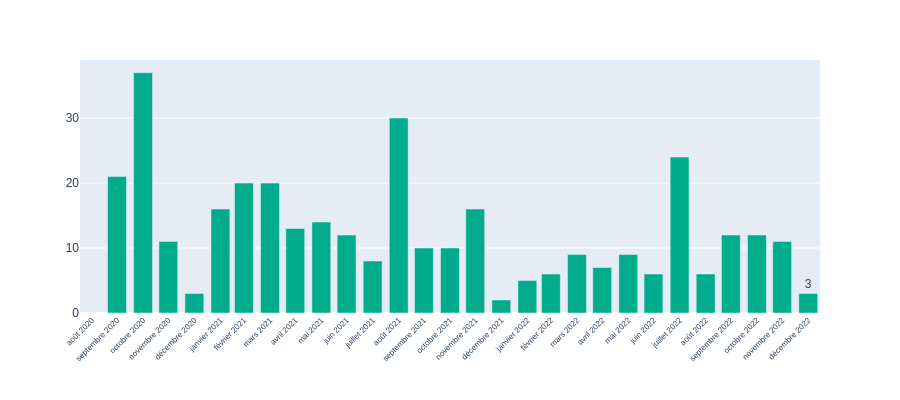 30
20
10
0
3
août 2020
septembre 2020
octobre 2020
novembre 2020
décembre 2020
janvier 2021
février 2021
mars 2021
avril 2021
mai 2021
juin 2021
juillet 2021
août 2021
septembre 2021
octobre 2021
novembre 2021
décembre 2021
janvier 2022
février 2022
mars 2022
avril 2022
mai 2022
juin 2022
juillet 2022
août 2022
septembre 2022
octobre 2022
novembre 2022
décembre 2022